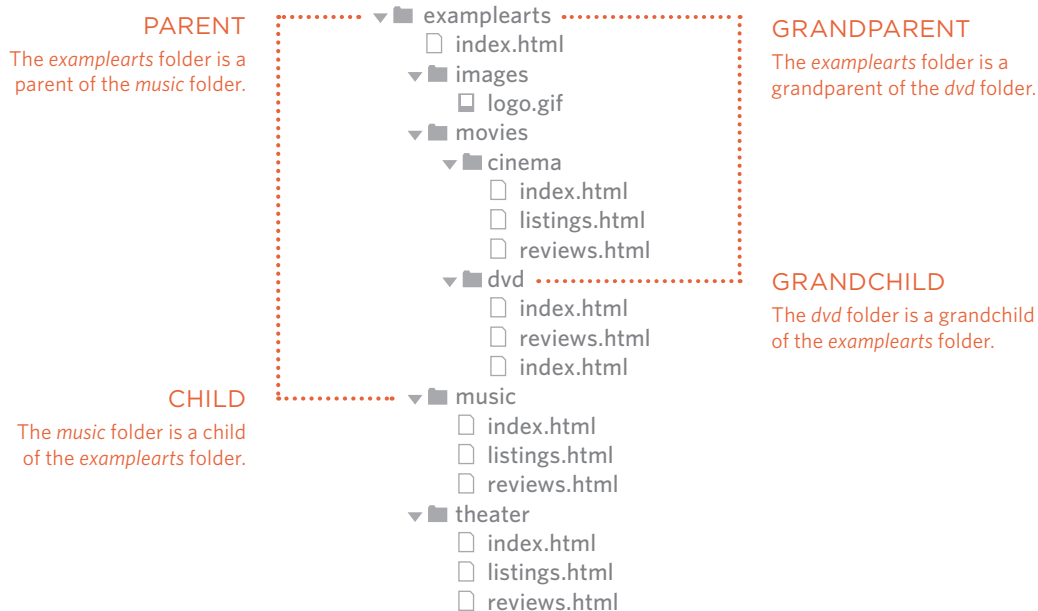 PARENT
The examplearts folder is a
parent of the music folder.
examplearts
index.html
images
logo.gif
movies
cinema
index.html
listings.html
reviews.html
dvd
index.html
reviews.html
index.html
music
index.html
listings.html
reviews.html
theater
index.html
listings.html
reviews.html
GRANDPARENT
The examplearts folder is a
grandparent of the dvd folder.
GRANDCHILD
The dvd folder is a grandchild
of the examplearts folder.
CHILD
The music folder is a child
of the examplearts folder.